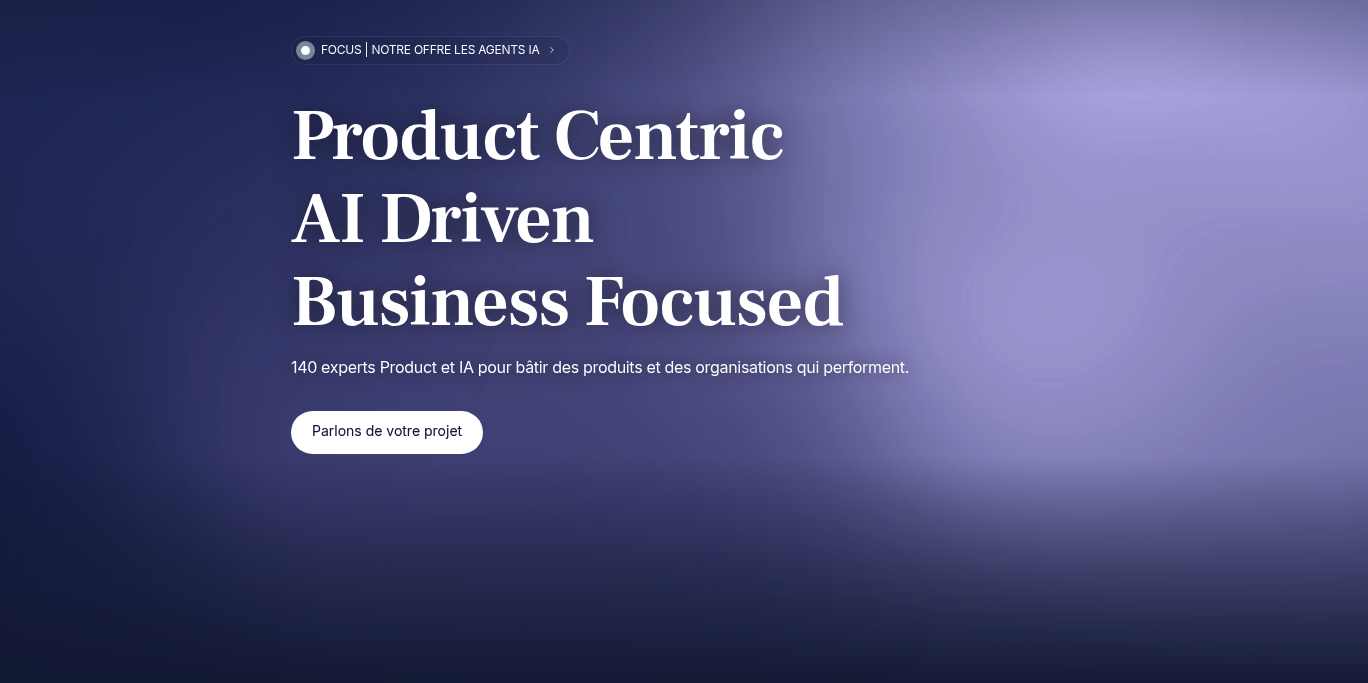 FOCUS | NOTRE OFFRE LES AGENTS IA
Product Centric
AI Driven
Business Focused
140 experts Product et IA pour bâtir des produits et des organisations qui performent.
Parlons de votre projet